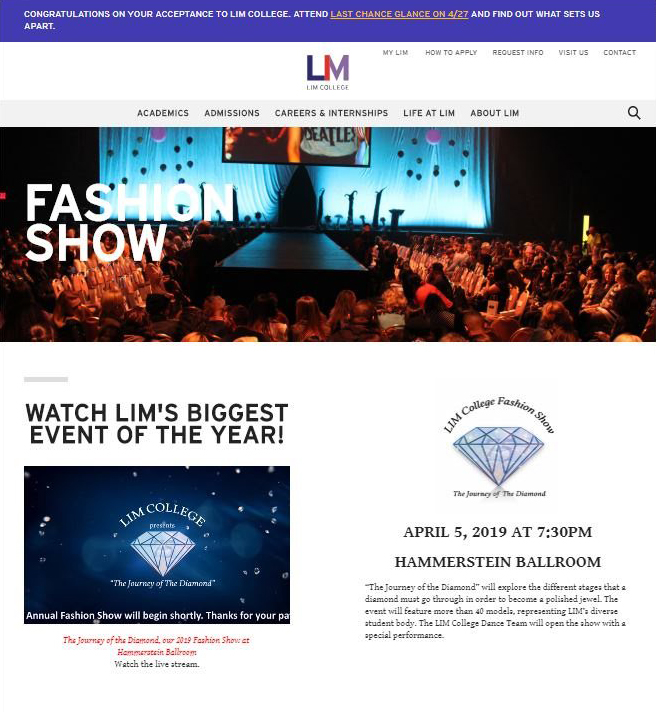 CONGRATULATIONS ON YOUR ACCEPTANCE TO LIM COLLEGE. ATTEND LAST CHANCE GLANCE ON 4/27 AND FIND OUT WHAT SETS US
APART.
MY LIM HOW TO APPLY REQUEST INFO VISIT US CONTACT
LIM
LIM COLLEGE
ACADEMICS ADMISSIONS CAREERS & INTERNSHIPS LIFE AT LIM ABOUT LIM
BEATLES
FASHION
SHOW
WATCH LIM'S BIGGEST
EVENT OF THE YEAR!
LIM COLLEGE
presents
"The Journey of The Diamond"
Annual Fashion Show will begin shortly. Thanks for your pa
The Journey of the Diamond, our 2019 Fashion Show at
Hammerstein Ballroom
Watch the live stream.
LIM College Fashion Show
The Journey of The Diamond
APRIL 5, 2019 AT 7:30PM
HAMMERSTEIN BALLROOM
"The Journey of the Diamond" will explore the different stages that a
diamond must go through in order to become a polished jewel. The
event will feature more than 40 models, representing LIM's diverse
student body. The LIM College Dance Team will open the show with a
special performance.